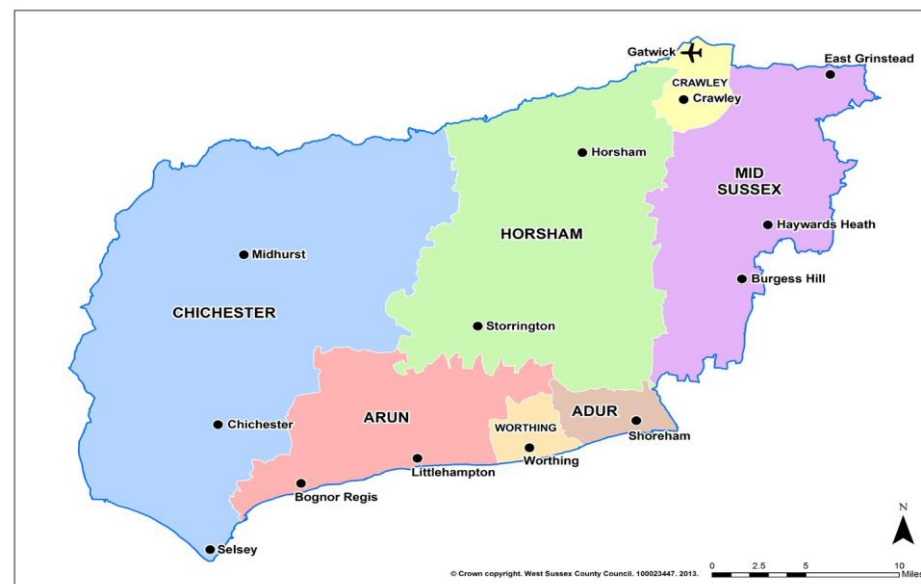 Gatwick
East Grinstead
CRAWLEY
Crawley
Horsham
MID
SUSSEX
Haywards Heath
HORSHAM
Midhurst
Burgess Hill
CHICHESTER
Storrington
ARUN
ADUR
Chichester
WORTHING
Shoreham
Worthing
Littlehampton
Bognor Regis
Selsey
N
© Crown copyright. West Sussex County Council. 100023447. 2013.
0 2.5 5 10
Miles